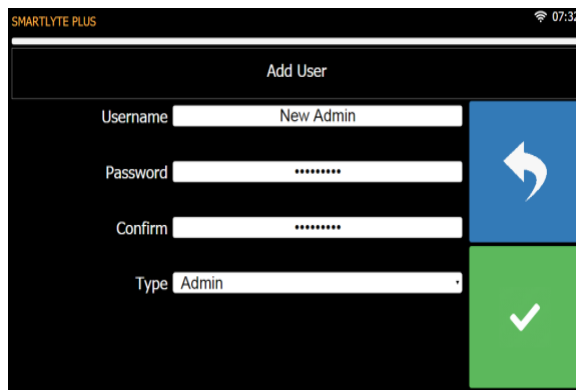 SMARTLYTE PLUS 07:32
Add User
Username New Admin
Password •••••••••
Confirm •••••••••
Type Admin